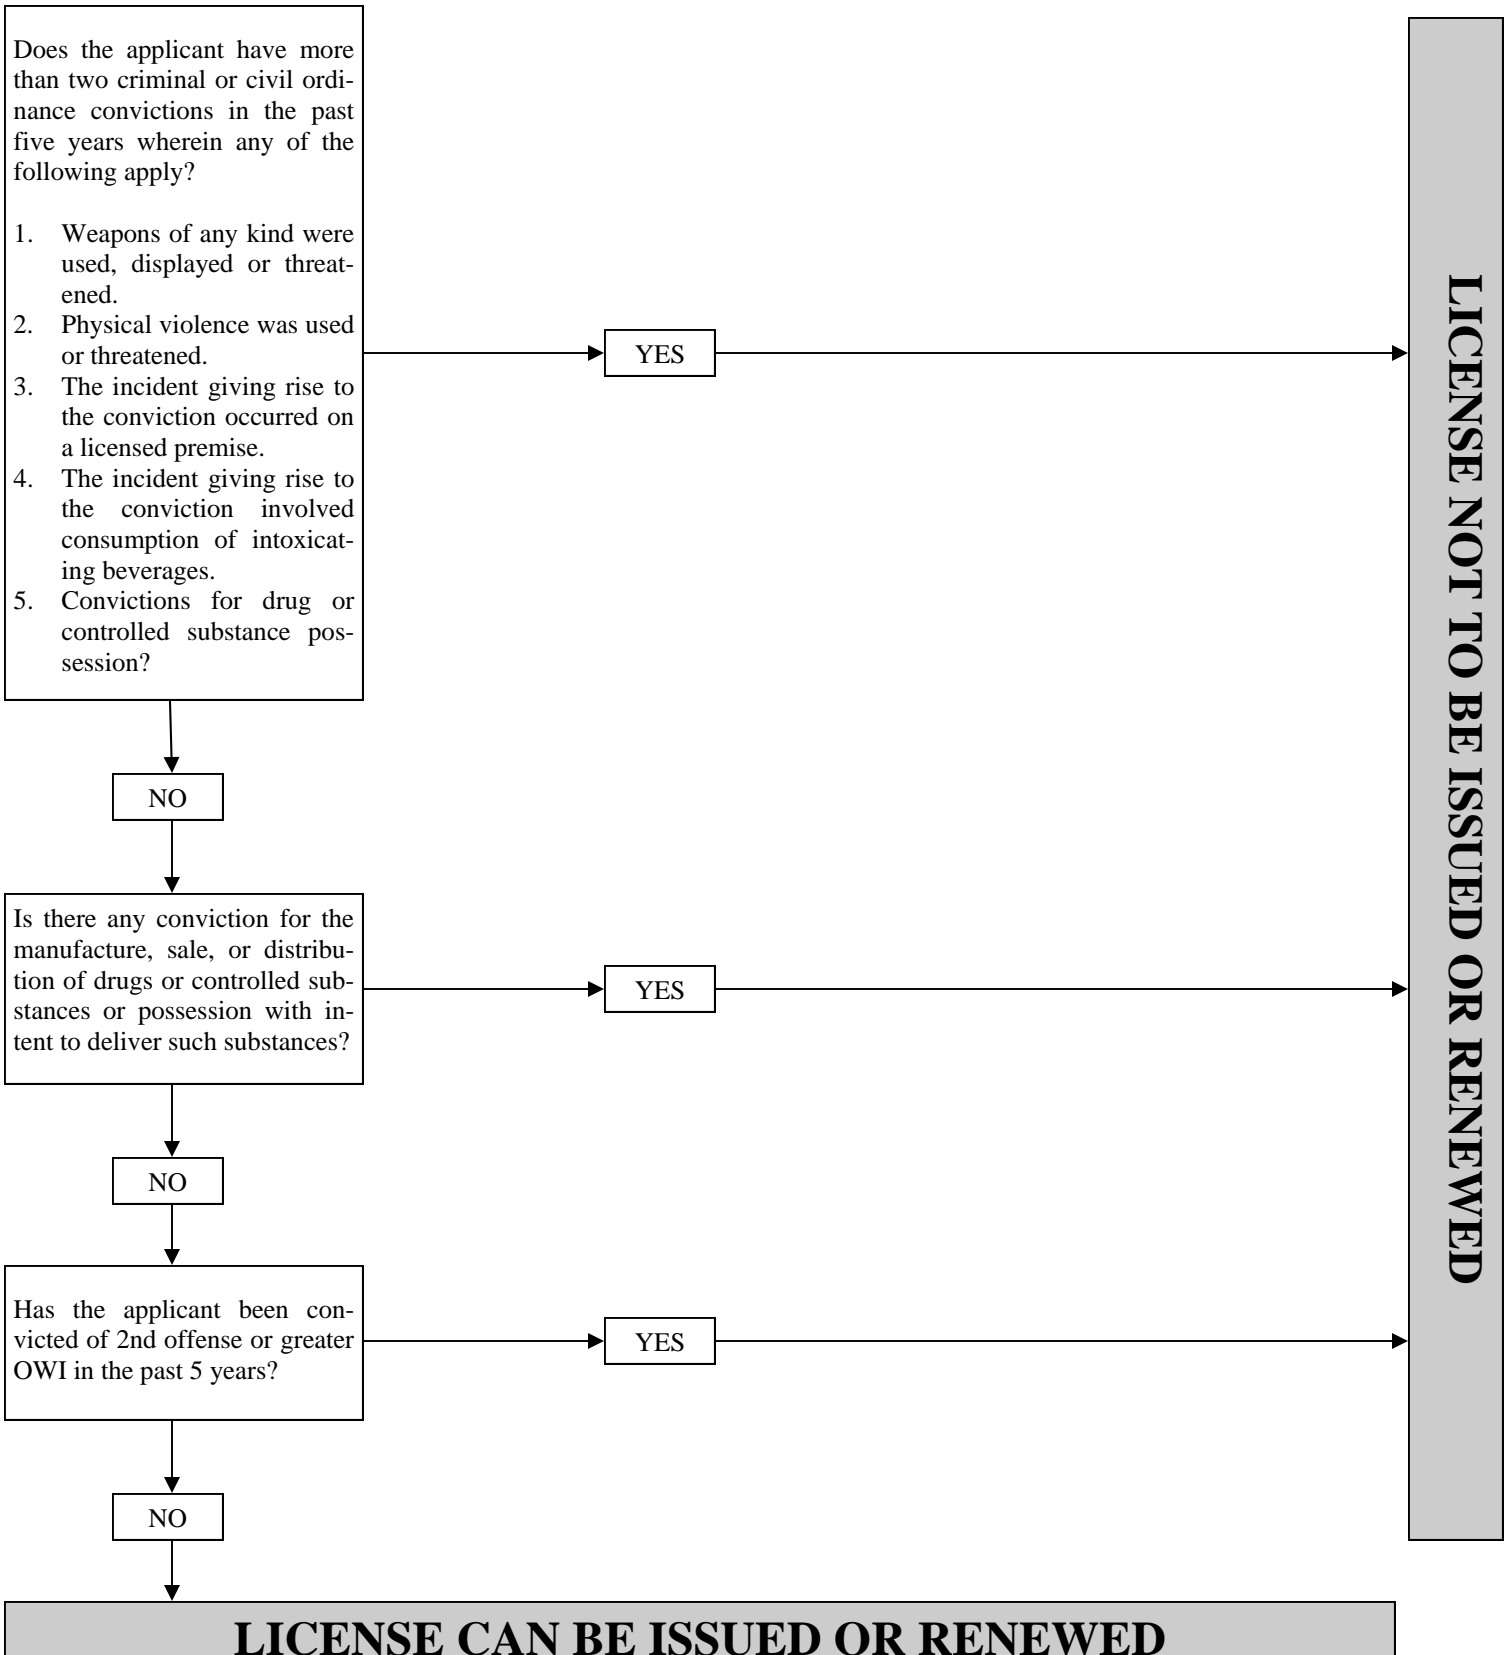 Does the applicant have more
than two criminal or civil ordi-
nance convictions in the past
five years wherein any of the
following apply?
1. Weapons of any kind were
used, displayed or threat-
ened.
2. Physical violence was used
or threatened.
3. The incident giving rise to
the conviction occurred on
a licensed premise.
4. The incident giving rise to
the conviction involved
consumption of intoxicat-
ing beverages.
5. Convictions for drug or
controlled substance pos-
session?
YES
NO
Is there any conviction for the
manufacture, sale, or distribu-
tion of drugs or controlled sub-
stances or possession with in-
tent to deliver such substances?
YES
NO
Has the applicant been con-
victed of 2nd offense or greater
OWI in the past 5 years?
YES
NO
LICENSE NOT TO BE ISSUED OR RENEWED
LICENSE CAN BE ISSUED OR RENEWED